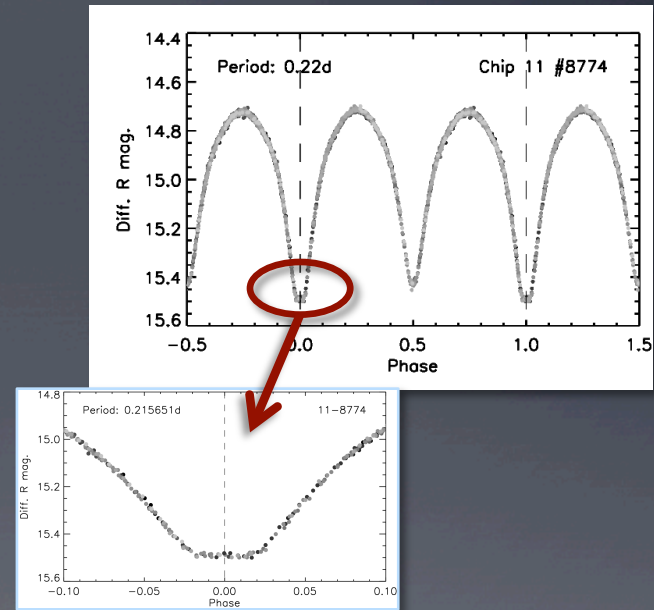 14.4
Period: 0.22d Chip 11 #8774
14.6
14.8
15.0
15.2
15.4
15.6
Diff. R mag.
-0.5 0.0 0.5 1.0 1.5
Phase
14.8
Period: 0.215651d 11-8774
15.0
15.2
15.4
15.6
Diff. R mag.
-0.10 -0.05 0.00 0.05 0.10
Phase